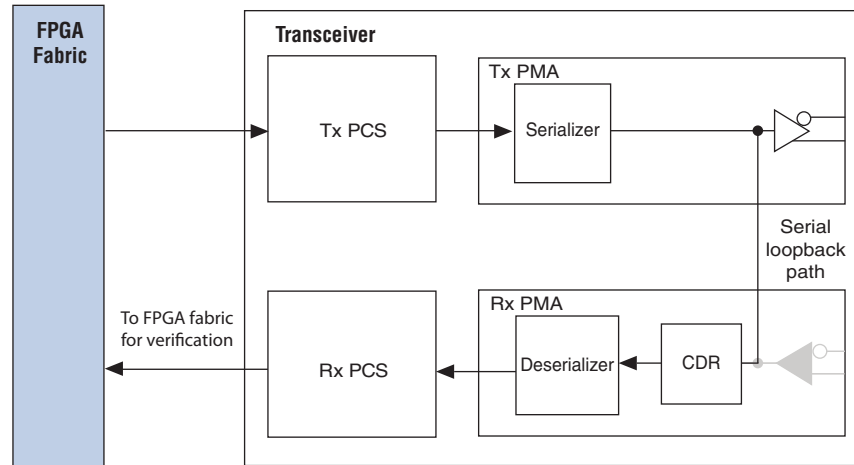 FPGA
Fabric
Transceiver
Tx PMA
Tx PCS
Serializer
Serial
loopback
path
To FPGA fabric
for verification
Rx PMA
Rx PCS
Deserializer
CDR